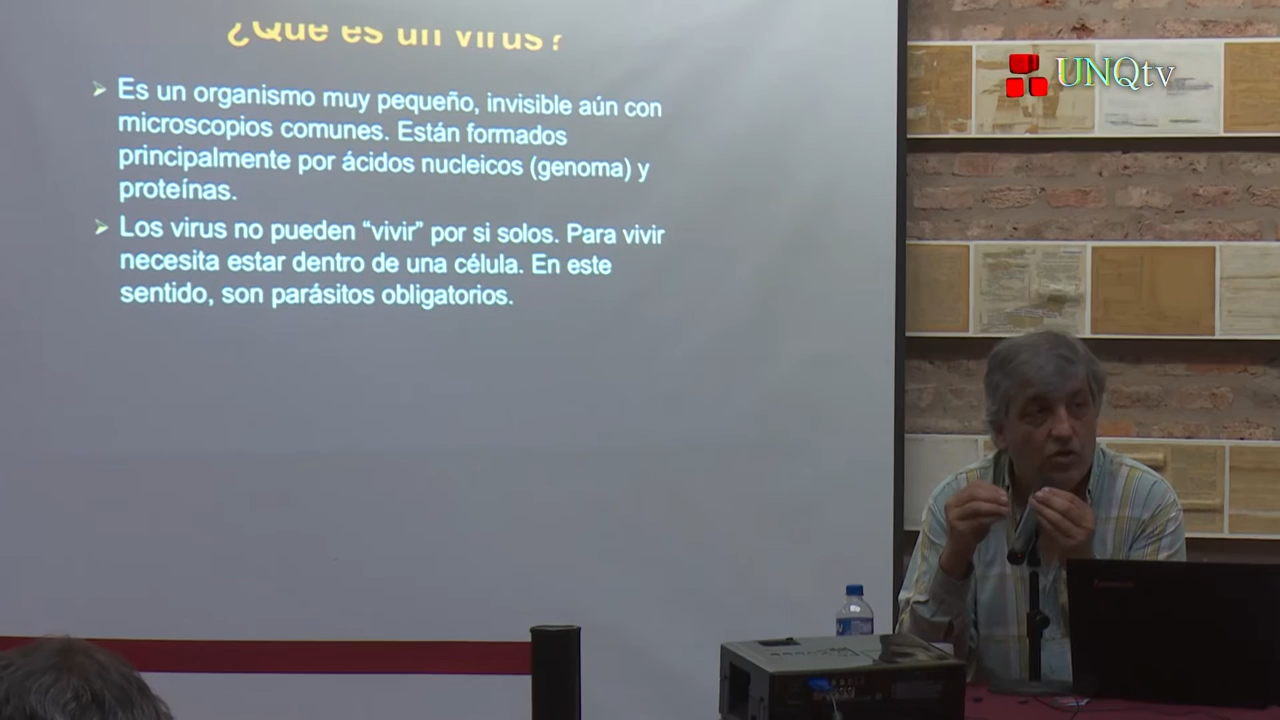 ¿Qué es un virus?
Es un organismo muy pequeño, invisible aún con
microscopios comunes. Están formados
principalmente por ácidos nucleicos (genoma) y
proteínas.
Los virus no pueden “vivir” por si solos. Para vivir
necesita estar dentro de una célula. En este
sentido, son parásitos obligatorios.
UNQtv